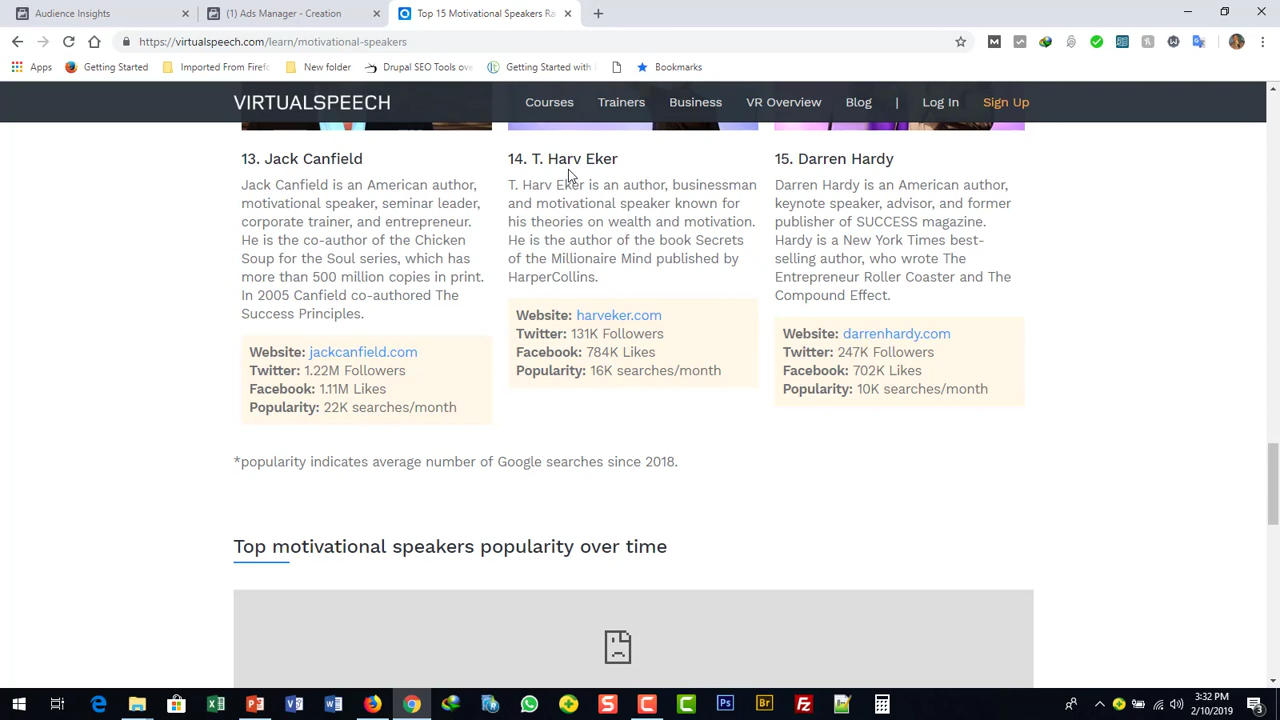 Audience Insights
(1) Ads Manager - Creation
Top 15 Motivational Speakers Ra
https://virtualspeech.com/learn/motivational-speakers
Apps
Getting Started
Imported From Firefo
New folder
Drupal SEO Tools ove
Getting Started with
Bookmarks
VIRTUALSPEECH
Courses
Trainers
Business
VR Overview
Blog
|
Log In
Sign Up
13. Jack Canfield
Jack Canfield is an American author,
motivational speaker, seminar leader,
corporate trainer, and entrepreneur.
He is the co-author of the Chicken
Soup for the Soul series, which has
more than 500 million copies in print.
In 2005 Canfield co-authored The
Success Principles.
Website: jackcanfield.com
Twitter: 1.22M Followers
Facebook: 1.11M Likes
Popularity: 22K searches/month
14. T. Harv Eker
T. Harv Eker is an author, businessman
and motivational speaker known for
his theories on wealth and motivation.
He is the author of the book Secrets
of the Millionaire Mind published by
HarperCollins.
Website: harveker.com
Twitter: 131K Followers
Facebook: 784K Likes
Popularity: 16K searches/month
15. Darren Hardy
Darren Hardy is an American author,
keynote speaker, advisor, and former
publisher of SUCCESS magazine.
Hardy is a New York Times best-
selling author, who wrote The
Entrepreneur Roller Coaster and The
Compound Effect.
Website: darrenhardy.com
Twitter: 247K Followers
Facebook: 702K Likes
Popularity: 10K searches/month
*popularity indicates average number of Google searches since 2018.
Top motivational speakers popularity over time
3:32 PM
2/10/2019